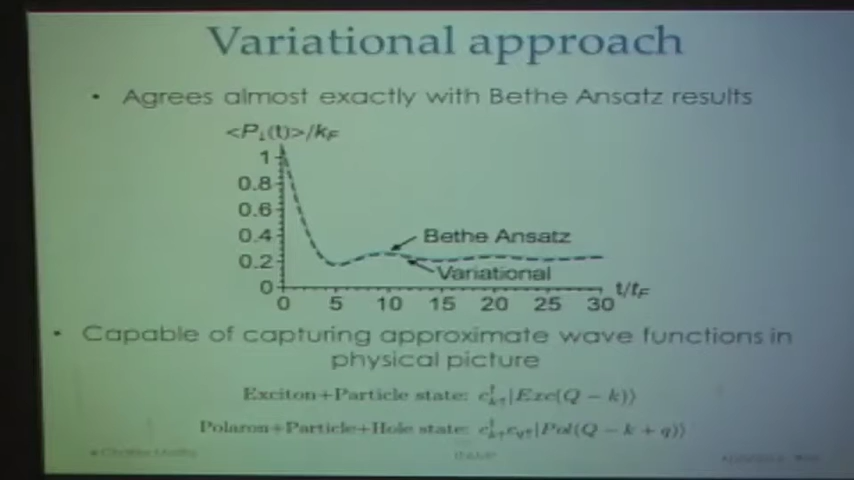 Variational approach
• Agrees almost exactly with Bethe Ansatz results
<P↓(t)>/kF
1
0.8
0.6
0.4
0.2
0
Bethe Ansatz
Variational
0 5 10 15 20 25 30
t/tF
• Capable of capturing approximate wave functions in
physical picture
Exciton+Particle state: c†k↑|Exc(Q − k)⟩
Polaron+Particle+Hole state: c†k↑cq↑|Pol(Q − k + q)⟩